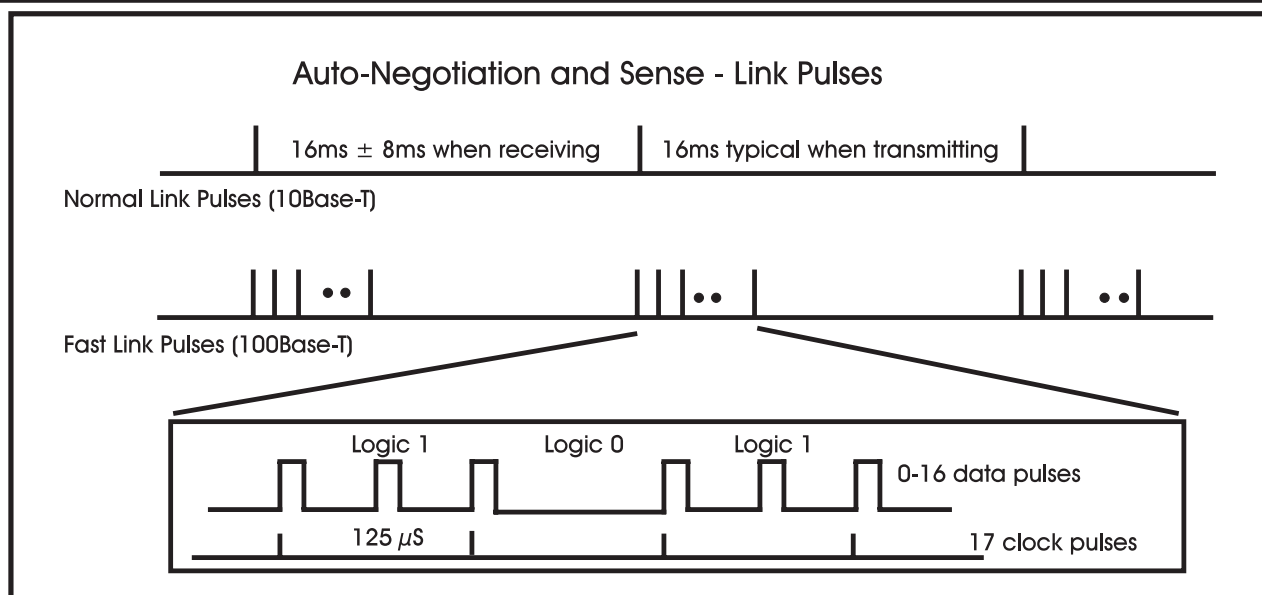 Auto-Negotiation and Sense - Link Pulses
16ms ± 8ms when receiving
16ms typical when transmitting
Normal Link Pulses (10Base-T)
Fast Link Pulses (100Base-T)
Logic 1
Logic 0
Logic 1
0-16 data pulses
125 µS
17 clock pulses